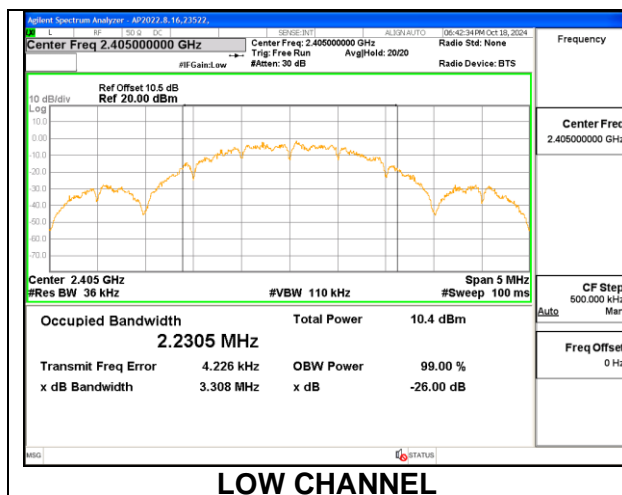 Agilent Spectrum Analyzer - AP2022.8.16,23522,
L RF 50 Ω DC SENSE:INT ALIGN AUTO 06:42:34 PM Oct 18, 2024
Center Freq 2.405000000 GHz
Center Freq: 2.405000000 GHz
Radio Std: None
Trig: Free Run Avg|Hold: 20/20
#IFGain:Low #Atten: 30 dB Radio Device: BTS
Frequency
Ref Offset 10.5 dB
10 dB/div Ref 20.00 dBm
Log
10.0
0.00
-10.0
-20.0
-30.0
-40.0
-50.0
-60.0
-70.0
Center Freq
2.405000000 GHz
Center 2.405 GHz Span 5 MHz
#Res BW 36 kHz #VBW 110 kHz #Sweep 100 ms
CF Step
500.000 kHz
Auto Man
Occupied Bandwidth Total Power 10.4 dBm
2.2305 MHz
Transmit Freq Error 4.226 kHz OBW Power 99.00 %
x dB Bandwidth 3.308 MHz x dB -26.00 dB
Freq Offset
0 Hz
MSG STATUS
LOW CHANNEL